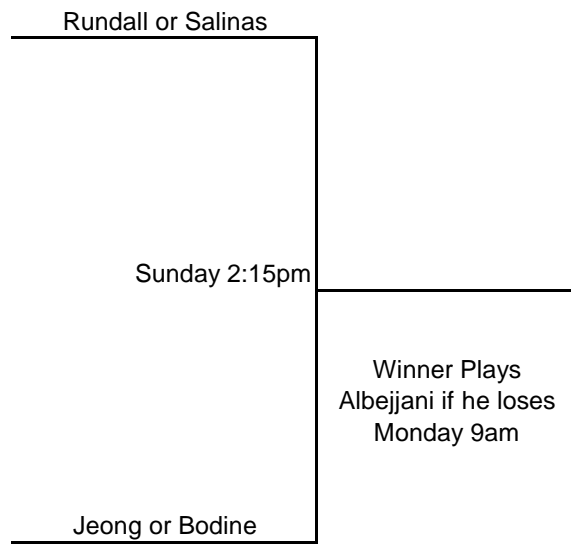 Rundall or Salinas
Sunday 2:15pm
Winner Plays
Albejjani if he loses
Monday 9am
Jeong or Bodine